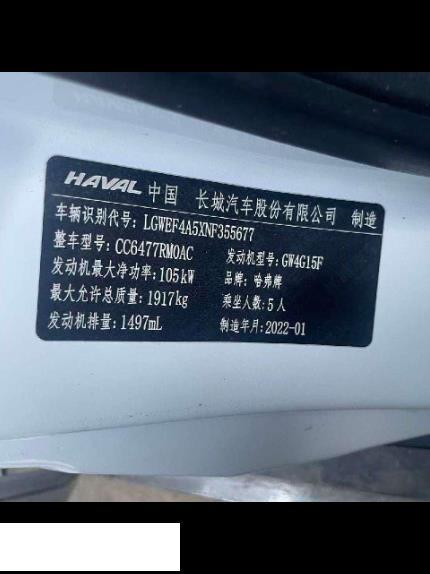 HAVAL 中国 长城汽车股份有限公司 制造
车辆识别代号: LGWEF4A5XNF355677
整车型号: CC6477RM0AC 发动机型号: GW4G15F
发动机最大净功率: 105kW 品牌: 哈弗牌
最大允许总质量: 1917kg 乘坐人数: 5人
发动机排量: 1497mL 制造年月: 2022-01